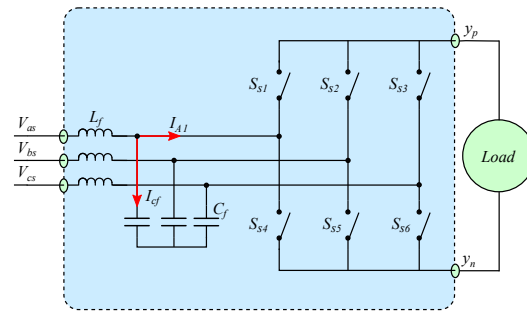 y_p
S_s1 S_s2 S_s3
V_as L_f I_A1
V_bs
V_cs
I_cf C_f
Load
S_s4 S_s5 S_s6
y_n